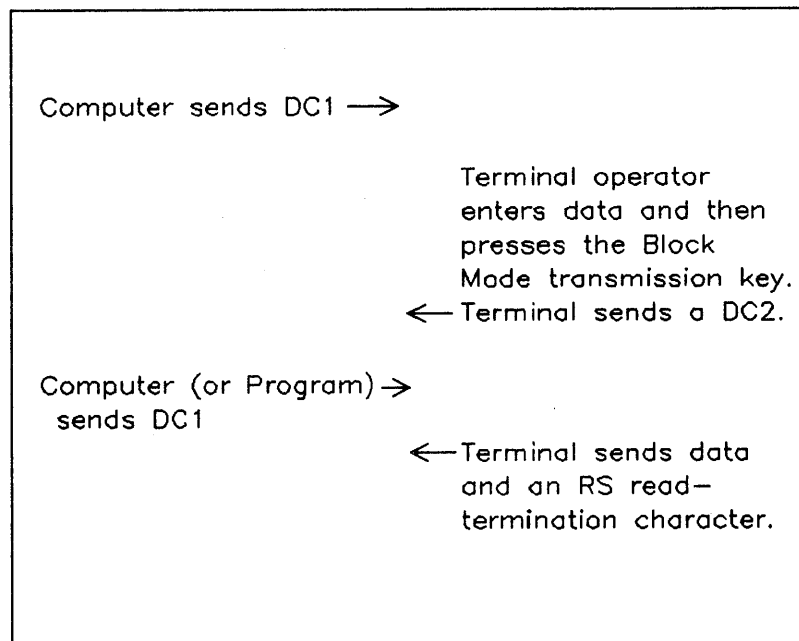 Computer sends DC1 →
Terminal operator
enters data and then
presses the Block
Mode transmission key.
← Terminal sends a DC2.
Computer (or Program) →
sends DC1
← Terminal sends data
and an RS read–
termination character.